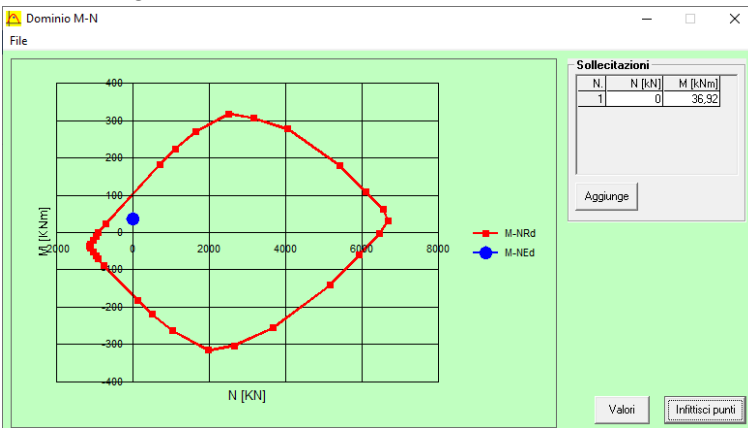 Dominio M-N
File
400
300
200
100
0
-100
-200
-300
-400
M [KNm]
-2000
0
2000
4000
6000
8000
N [KN]
M-NRd
M-NEd
Sollecitazioni
N. N [kN] M [kNm]
1 0 36,92
Aggiunge
Valori
Infittisci punti